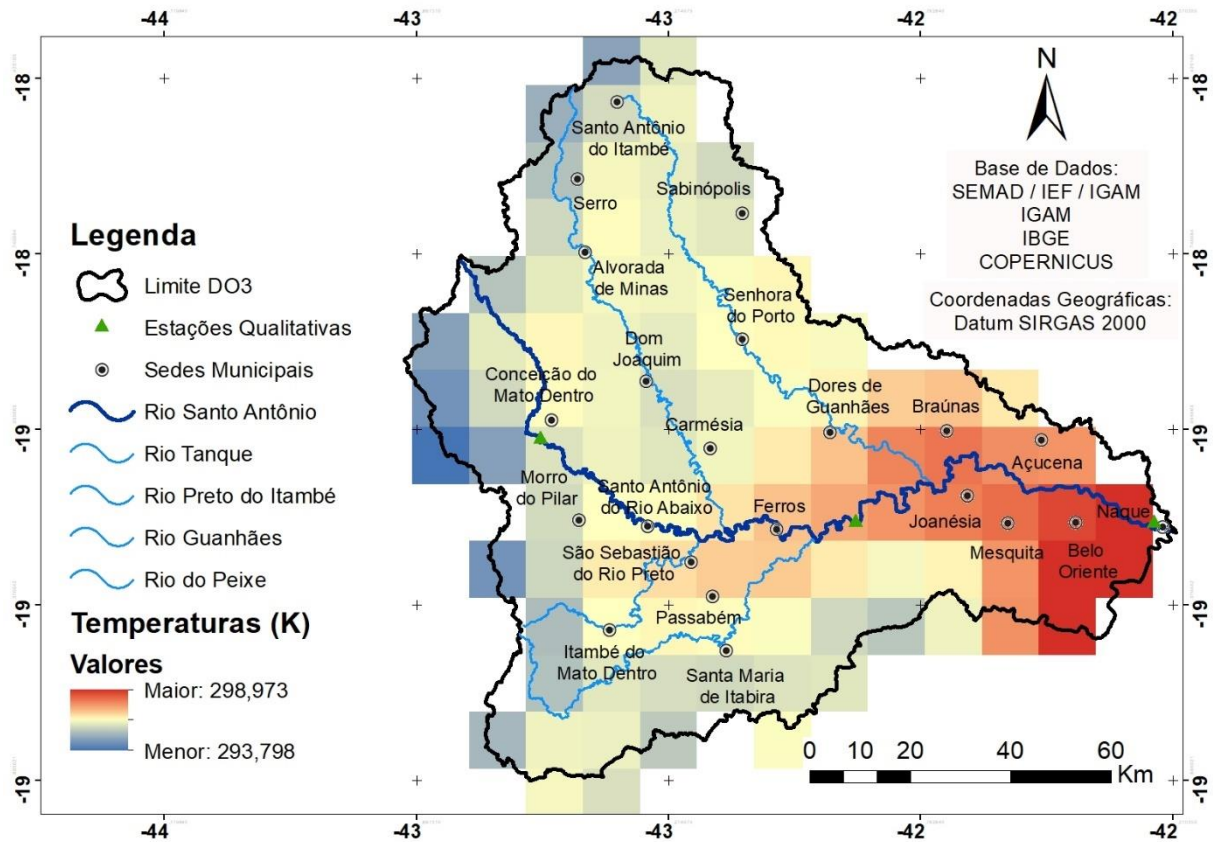 -44
-43
-43
-42
-42
-18
-18
N
Base de Dados:
SEMAD / IEF / IGAM
IGAM
IBGE
COPERNICUS
Coordenadas Geográficas:
Datum SIRGAS 2000
Santo Antônio
do Itambé
Sabinópolis
Serro
Legenda
Limite DO3
Estações Qualitativas
Sedes Municipais
Rio Santo Antônio
Rio Tanque
Rio Preto do Itambé
Rio Guanhães
Rio do Peixe
Temperaturas (K)
Valores
Maior: 298,973
Menor: 293,798
-18
-18
Alvorada
de Minas
Senhora
do Porto
Dom
Joaquim
Conceição do
Mato Dentro
Dores de
Guanhães
Braúnas
-19
-19
Carmésia
Açucena
Morro
do Pilar
Santo Antônio
do Rio Abaixo
Ferros
Joanésia
Naque
Mesquita
Belo
Oriente
São Sebastião
do Rio Preto
Passabém
-19
-19
Itambé do
Mato Dentro
Santa Maria
de Itabira
0 10 20 40 60
Km
-19
-19
-44
-43
-43
-42
-42